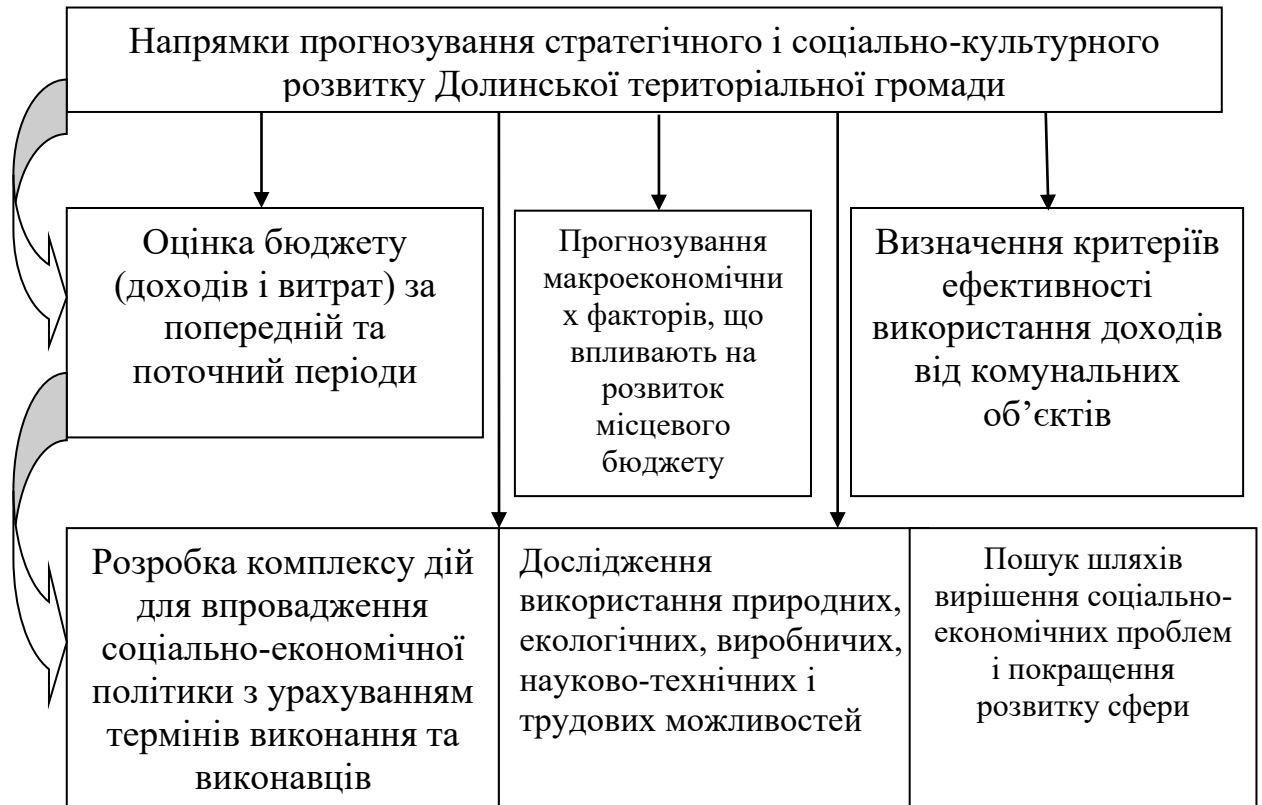 Напрямки прогнозування стратегічного і соціально-культурного
розвитку Долинської територіальної громади
Оцінка бюджету
(доходів і витрат) за
попередній та
поточний періоди
Прогнозування
макроекономічни
х факторів, що
впливають на
розвиток
місцевого
бюджету
Визначення критеріїв
ефективності
використання доходів
від комунальних
об’єктів
Розробка комплексу дій
для впровадження
соціально-економічної
політики з урахуванням
термінів виконання та
виконавців
Дослідження
використання природних,
екологічних, виробничих,
науково-технічних і
трудових можливостей
Пошук шляхів
вирішення соціально-
економічних проблем
і покращення
розвитку сфери